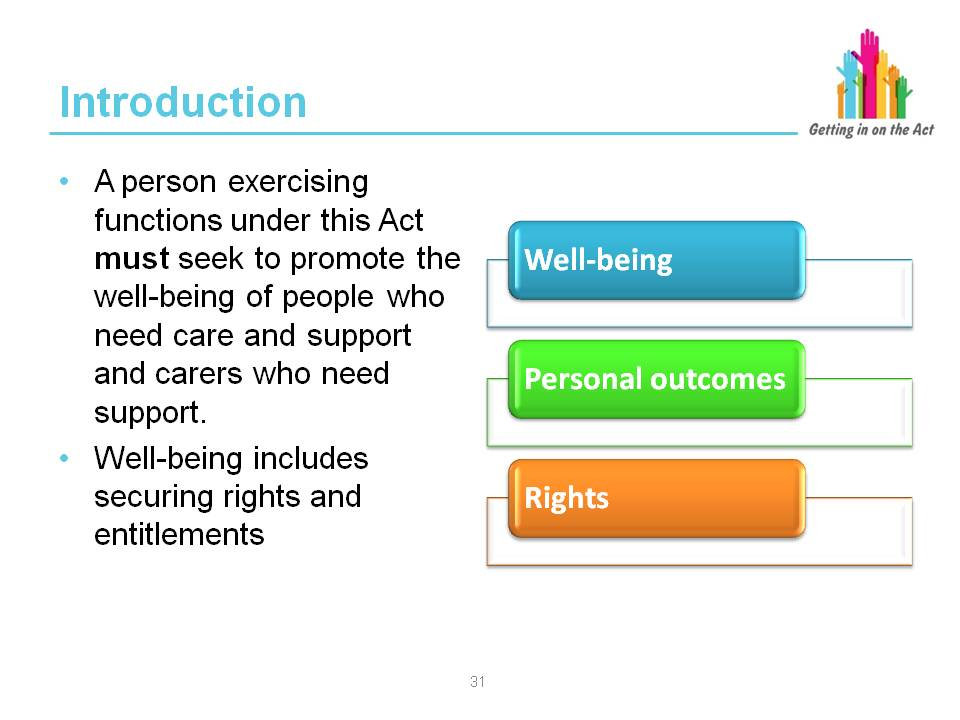 Getting in on the Act
Introduction
• A person exercising
functions under this Act
must seek to promote the
well-being of people who
need care and support
and carers who need
support.
• Well-being includes
securing rights and
entitlements
Well-being
Personal outcomes
Rights
31